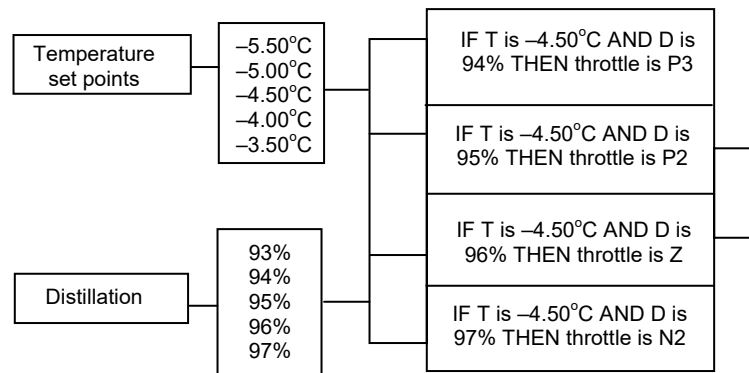 Temperature
set points
–5.50°C
–5.00°C
–4.50°C
–4.00°C
–3.50°C
IF T is –4.50°C AND D is
94% THEN throttle is P3
IF T is –4.50°C AND D is
95% THEN throttle is P2
Distillation
93%
94%
95%
96%
97%
IF T is –4.50°C AND D is
96% THEN throttle is Z
IF T is –4.50°C AND D is
97% THEN throttle is N2